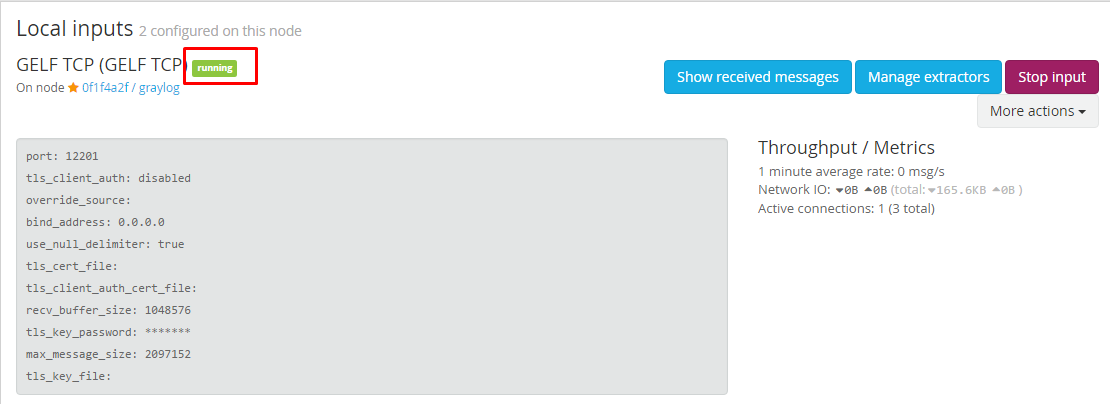 Local inputs 2 configured on this node
GELF TCP (GELF TCP) running
On node 0f1f4a2f / graylog
Show received messages
Manage extractors
Stop input
More actions
port: 12201
tls_client_auth: disabled
override_source:
bind_address: 0.0.0.0
use_null_delimiter: true
tls_cert_file:
tls_client_auth_cert_file:
recv_buffer_size: 1048576
tls_key_password: *******
max_message_size: 2097152
tls_key_file:
Throughput / Metrics
1 minute average rate: 0 msg/s
Network IO: 0B 0B (total: 165.6KB 0B )
Active connections: 1 (3 total)